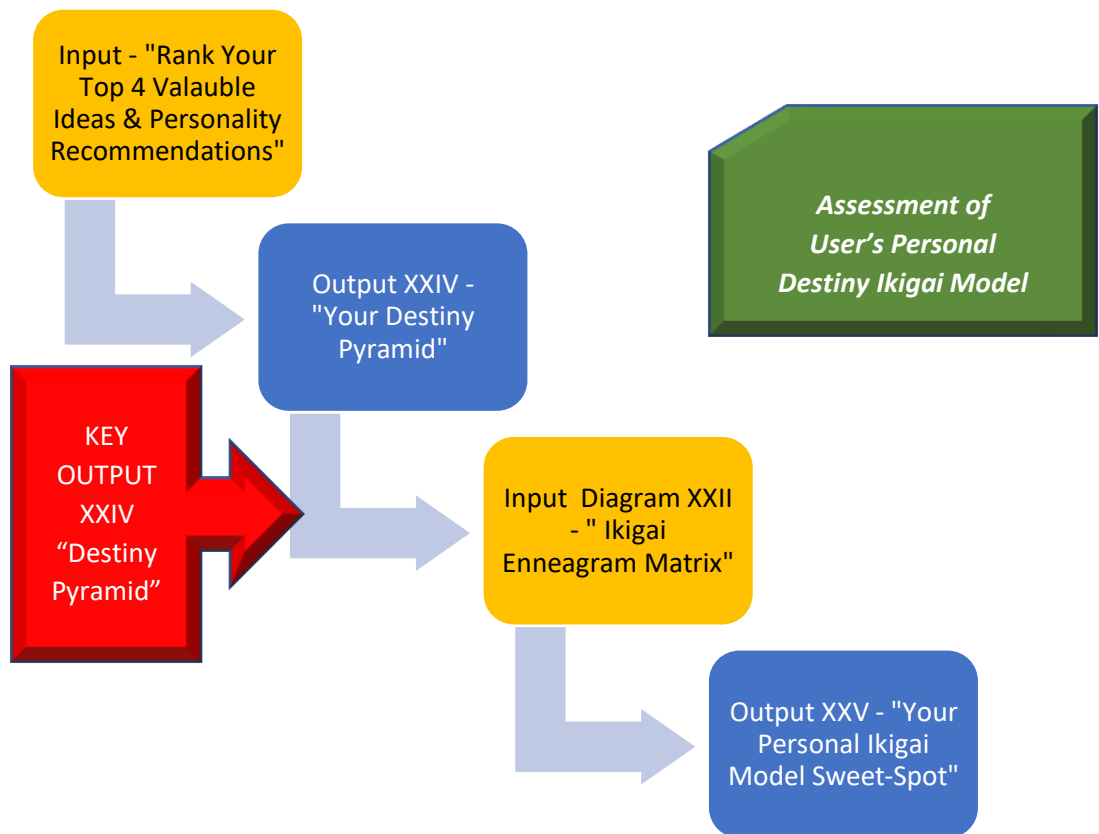 Input - "Rank Your
Top 4 Valauble
Ideas & Personality
Recommendations"
Assessment of
User’s Personal
Destiny Ikigai Model
Output XXIV -
"Your Destiny
Pyramid"
KEY
OUTPUT
XXIV
“Destiny
Pyramid”
Input  Diagram XXII
- " Ikigai
Enneagram Matrix"
Output XXV - "Your
Personal Ikigai
Model Sweet-Spot"